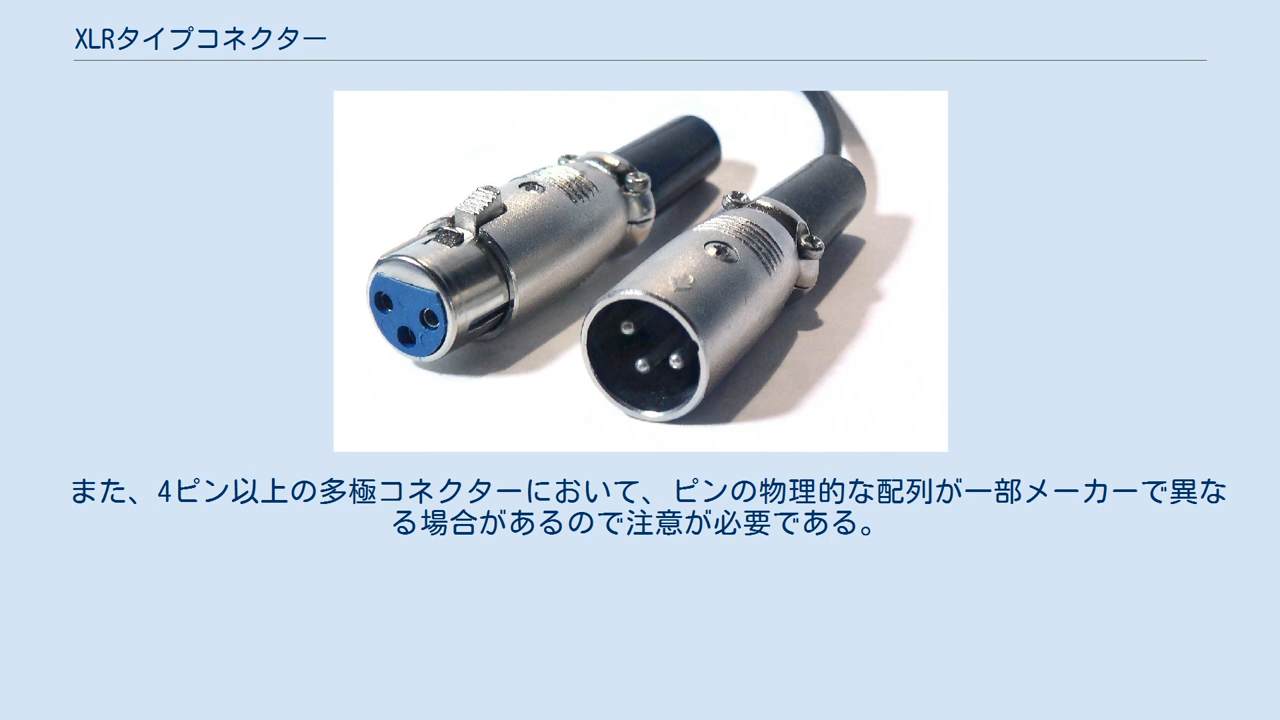 XLRタイプコネクター
また、4ピン以上の多極コネクターにおいて、ピンの物理的な配列が一部メーカーで異な
る場合があるので注意が必要である。